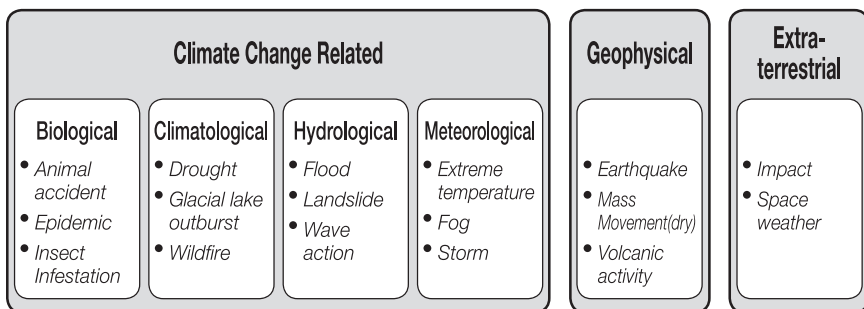 Climate Change Related
Biological
• Animal
accident
• Epidemic
• Insect
Infestation
Climatological
• Drought
• Glacial lake
outburst
• Wildfire
Hydrological
• Flood
• Landslide
• Wave
action
Meteorological
• Extreme
temperature
• Fog
• Storm
Geophysical
• Earthquake
• Mass
Movement(dry)
• Volcanic
activity
Extra-
terrestrial
• Impact
• Space
weather